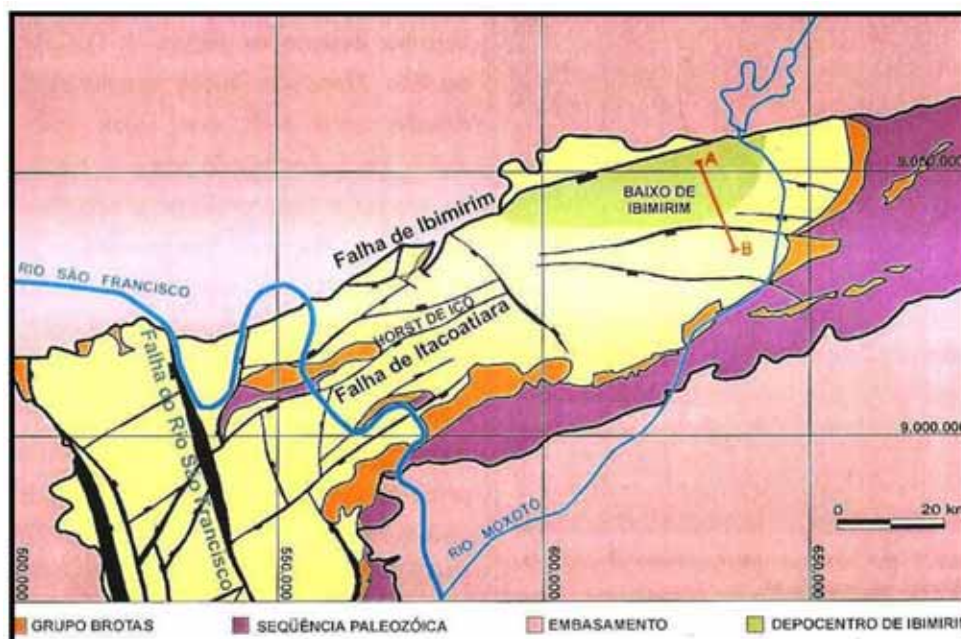 A
9.050.000
BAIXO DE
IBIMIRIM
B
Falha de Ibimirim
RIO SÃO FRANCISCO
HORST DE ICÓ
Falha de Itacoatiara
Falha do Rio São Francisco
9.000.000
RIO MOXOTÓ
0 20 km
500.000
550.000
600.000
650.000
GRUPO BROTAS
SEQÜÊNCIA PALEOZÓICA
EMBASAMENTO
DEPOCENTRO DE IBIMIRIM